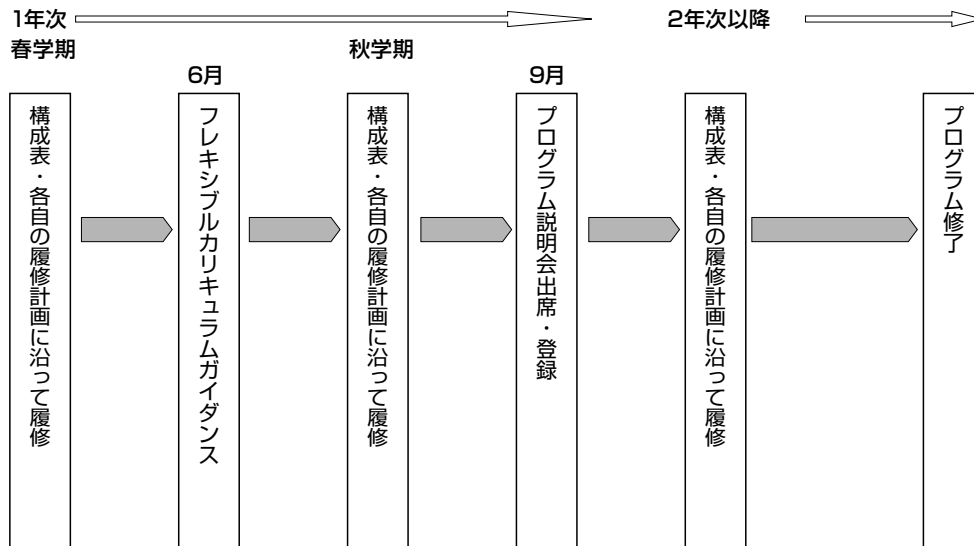 1年次
2年次以降
春学期
秋学期
6月
9月
構成表・各自の履修計画に沿って履修
フレキシブルカリキュラムガイダンス
構成表・各自の履修計画に沿って履修
プログラム説明会出席・登録
構成表・各自の履修計画に沿って履修
プログラム修了